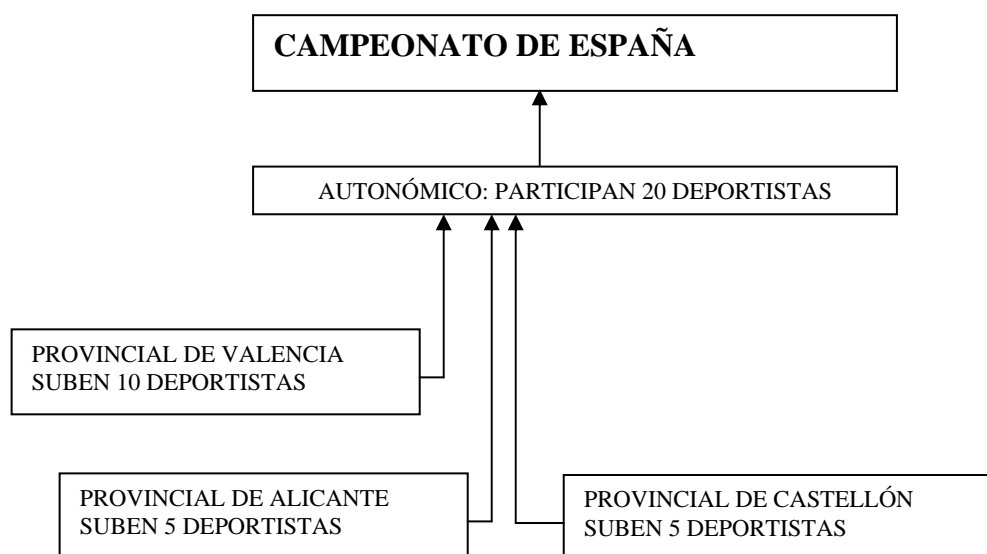 CAMPEONATO DE ESPAÑA
AUTONÓMICO: PARTICIPAN 20 DEPORTISTAS
PROVINCIAL DE VALENCIA
SUBEN 10 DEPORTISTAS
PROVINCIAL DE ALICANTE
SUBEN 5 DEPORTISTAS
PROVINCIAL DE CASTELLÓN
SUBEN 5 DEPORTISTAS